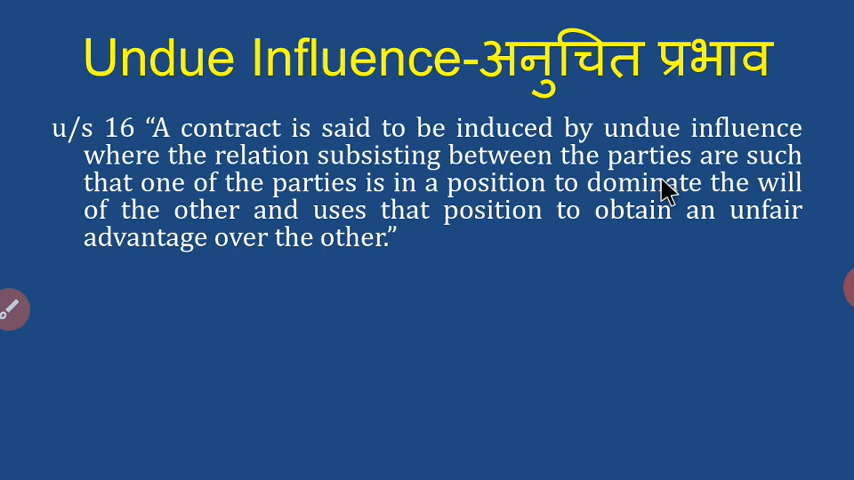 Undue Influence-अनुचित प्रभाव
u/s 16 “A contract is said to be induced by undue influence
where the relation subsisting between the parties are such
that one of the parties is in a position to dominate the will
of the other and uses that position to obtain an unfair
advantage over the other.”